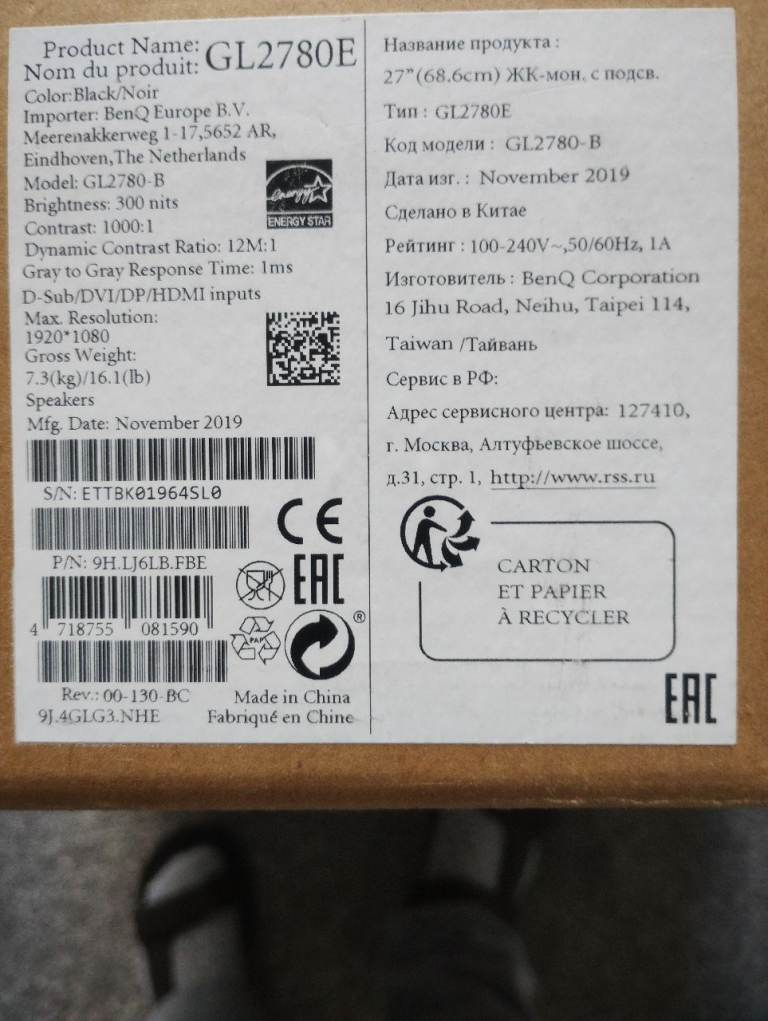 Product Name:
Nom du produit: GL2780E
Color:Black/Noir
Importer: BenQ Europe B.V.
Meerenakkerweg 1-17,5652 AR,
Eindhoven,The Netherlands
Model: GL2780-B
Brightness: 300 nits
Contrast: 1000:1
Dynamic Contrast Ratio: 12M:1
Gray to Gray Response Time: 1ms
D-Sub/DVI/DP/HDMI inputs
Max. Resolution:
1920*1080
Gross Weight:
7.3(kg)/16.1(lb)
Speakers
Mfg. Date: November 2019
energy
ENERGY STAR
S/N: ETTBK01964SL0
P/N: 9H.LJ6LB.FBE
CE
EAC
4 718755 081590
PAP
®
Rev.: 00-130-BC
9J.4GLG3.NHE
Made in China
Fabriqué en Chine
Название продукта :
27"(68.6cm) ЖК-мон. с подсв.
Тип : GL2780E
Код модели : GL2780-B
Дата изг. : November 2019
Сделано в Китае
Рейтинг : 100-240V~,50/60Hz, 1A
Изготовитель : BenQ Corporation
16 Jihu Road, Neihu, Taipei 114,
Taiwan /Тайвань
Сервис в РФ:
Адрес сервисного центра: 127410,
г. Москва, Алтуфьевское шоссе,
д.31, стр. 1, http://www.rss.ru
CARTON
ET PAPIER
À RECYCLER
EAC